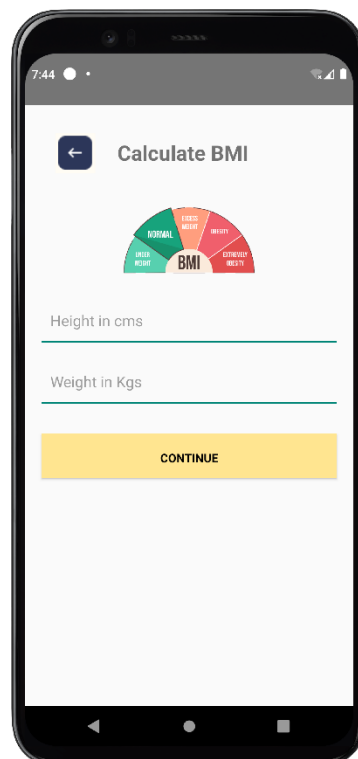 7:44
Calculate BMI
EXCESS
WEIGHT
NORMAL
OBESITY
UNDER
WEIGHT
EXTREMELY
OBESITY
BMI
Height in cms
Weight in Kgs
CONTINUE